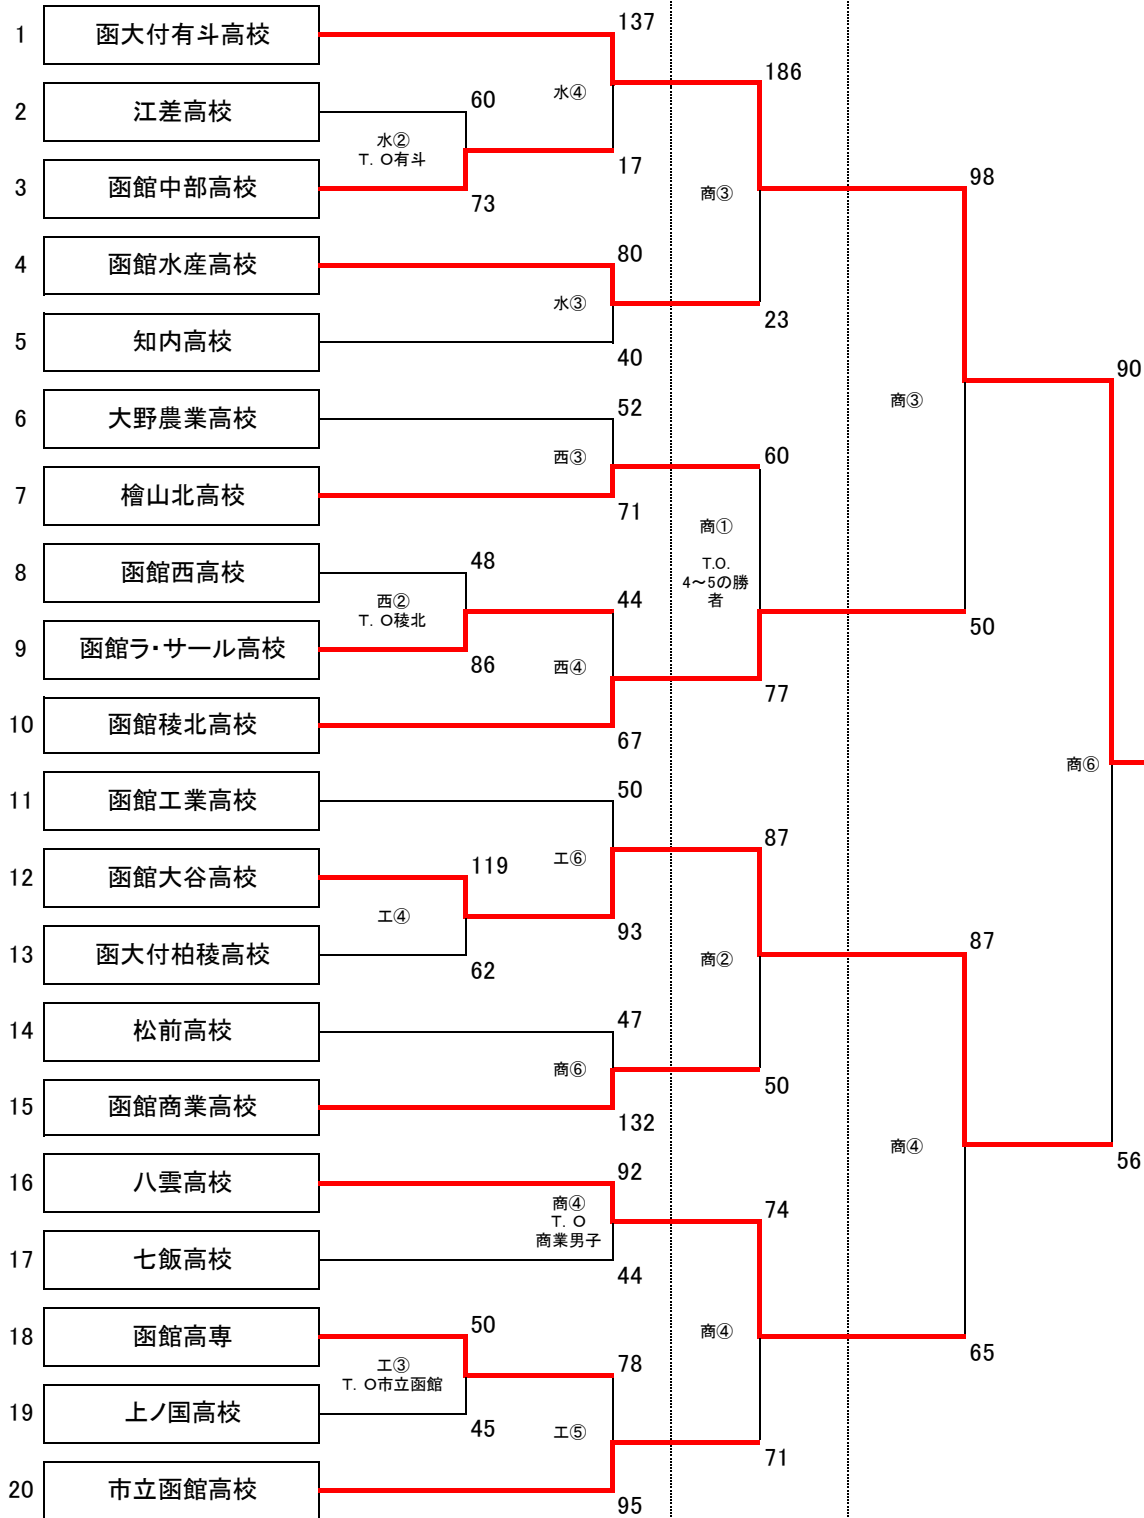 137
1 函大付有斗高校
186
水④
60
2 江差高校
水②
T. O有斗
17
98
3 函館中部高校
73
商③
80
4 函館水産高校
水③
23
5 知内高校
40
90
52
6 大野農業高校
商③
西③
60
7 檜山北高校
71
商①
48
T.O.
4～5の勝
者
8 函館西高校
西②
T. O稜北
44
50
9 函館ラ・サール高校
86
西④
77
10 函館稜北高校
67
商⑥
50
11 函館工業高校
87
工⑥
119
12 函館大谷高校
工④
93
87
13 函大付柏稜高校
62
商②
47
14 松前高校
商⑥
50
15 函館商業高校
132
商④
56
92
16 八雲高校
商④
T. O
商業男子
74
17 七飯高校
44
50
18 函館高専
商④
65
工③
T. O市立函館
78
19 上ノ国高校
45
工⑤
71
20 市立函館高校
95